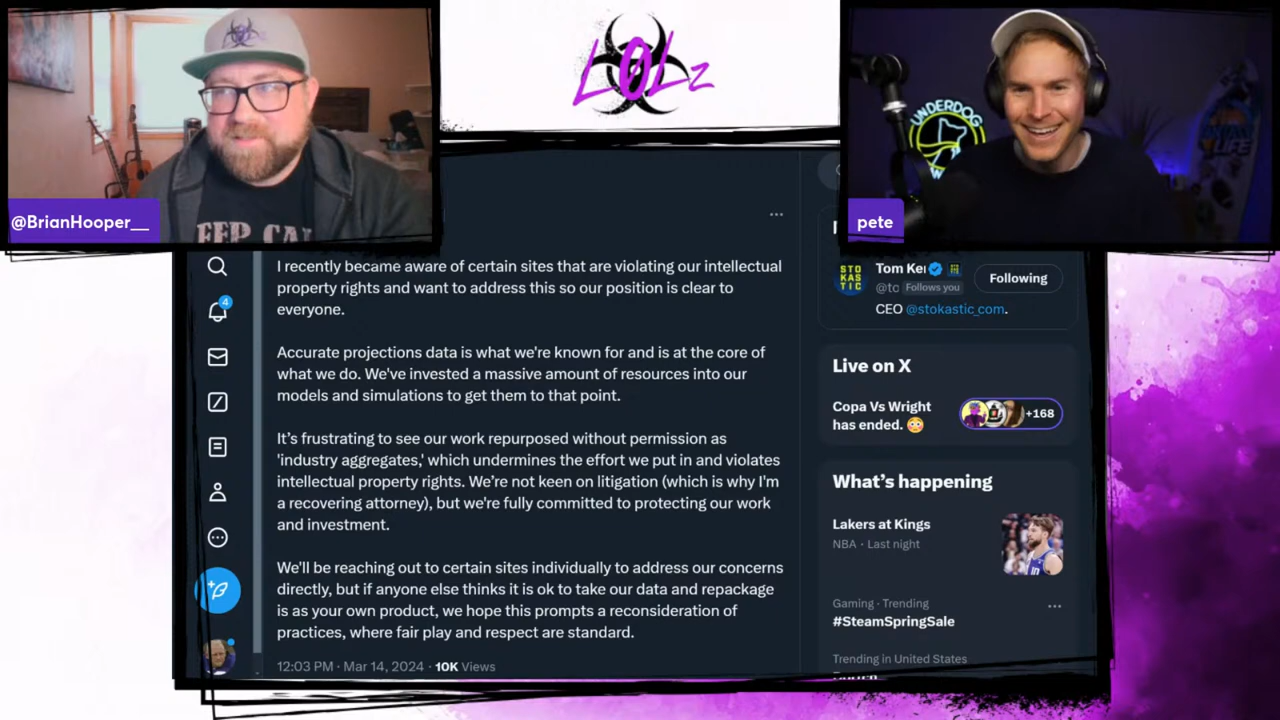 LOLz
UNDERDOG
LIFE
@BrianHooper__
KEEP CAL
pete
I recently became aware of certain sites that are violating our intellectual
property rights and want to address this so our position is clear to
everyone.
Accurate projections data is what we're known for and is at the core of
what we do. We've invested a massive amount of resources into our
models and simulations to get them to that point.
It's frustrating to see our work repurposed without permission as
'industry aggregates,' which undermines the effort we put in and violates
intellectual property rights. We're not keen on litigation (which is why I'm
a recovering attorney), but we're fully committed to protecting our work
and investment.
We'll be reaching out to certain sites individually to address our concerns
directly, but if anyone else thinks it is ok to take our data and repackage
is as your own product, we hope this prompts a reconsideration of
practices, where fair play and respect are standard.
12:03 PM · Mar 14, 2024 · 10K Views
4
STO
KAS
TIC
Tom Ke
@tc Follows you
Following
CEO @stokastic_com.
Live on X
Copa Vs Wright
has ended. 😳
+168
What's happening
Lakers at Kings
NBA · Last night
Gaming · Trending
#SteamSpringSale
Trending in United States